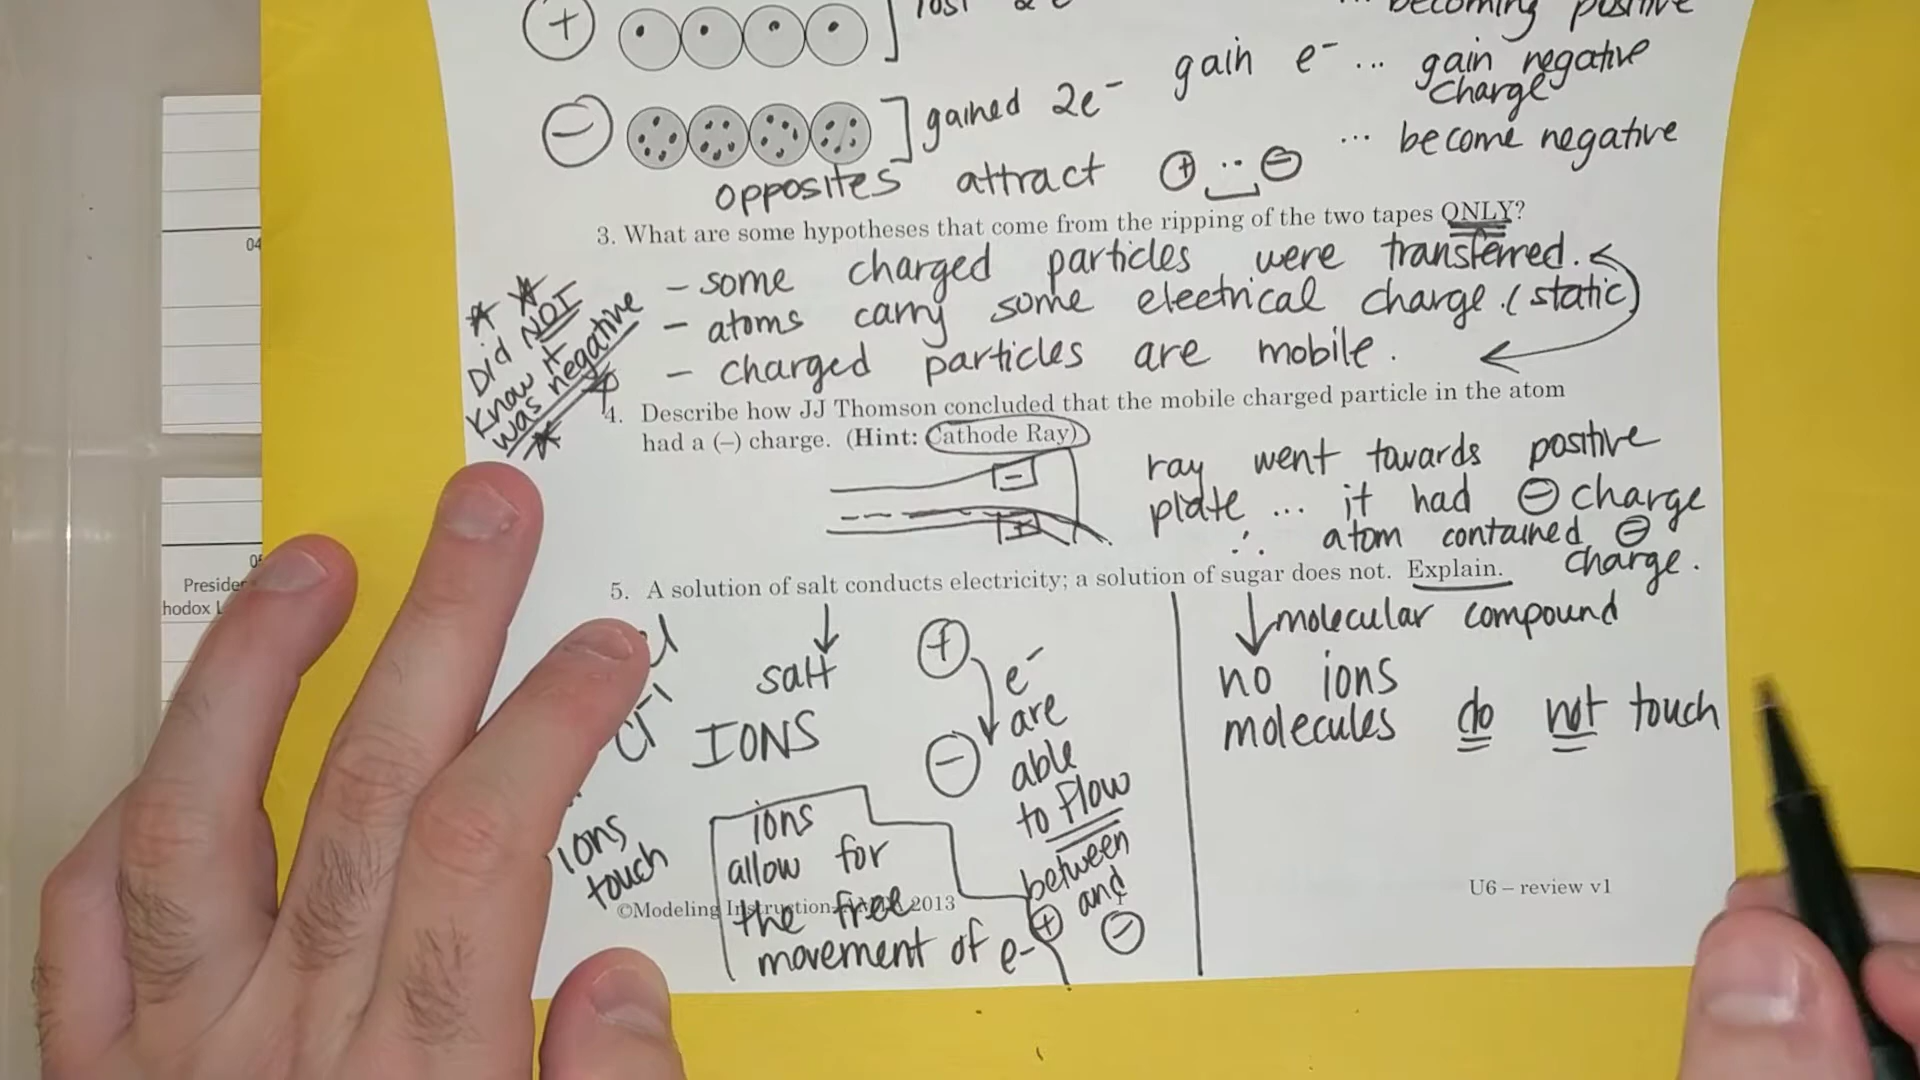 +
lost 2e
... becoming positive
− gained 2e⁻ gain e⁻ ... gain negative
charge
... become negative
opposites attract + −
3. What are some hypotheses that come from the ripping of the two tapes ONLY?
- some charged particles were transferred.
- atoms carry some electrical charge. (static)
- charged particles are mobile.
Did NOT
know it
was negative
4. Describe how JJ Thomson concluded that the mobile charged particle in the atom
had a (–) charge. (Hint: Cathode Ray)
−
+
ray went towards positive
plate ... it had − charge
∴ atom contained −
charge.
5. A solution of salt conducts electricity; a solution of sugar does not. Explain.
salt
IONS
ions
touch
ions
allow for
the free
movement of e-
+
−
e⁻
are
able
to flow
between
+ and
−
molecular compound
no ions
molecules do not touch
©Modeling Instruction 2013
U6 – review v1
04
05
Preside
hodox L